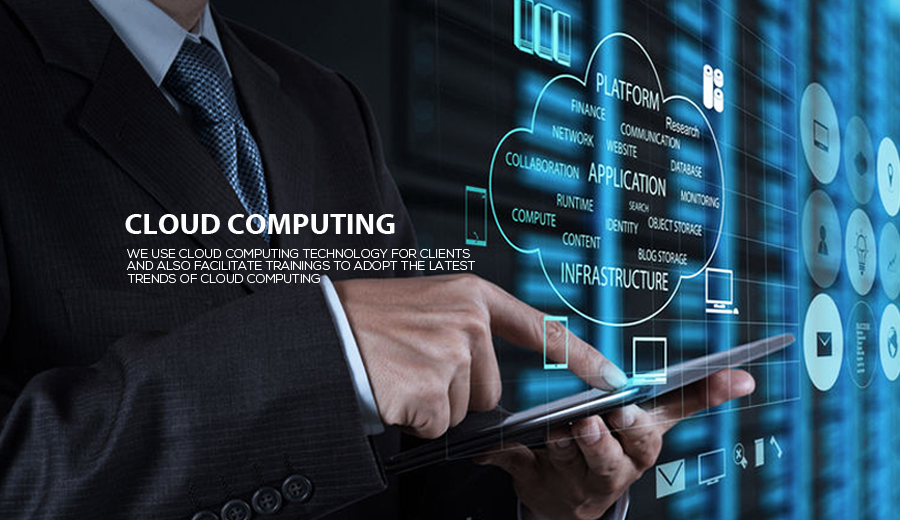 PLATFORM
FINANCE
COMMUNICATION
Research
NETWORK
WEBSITE
COLLABORATION
APPLICATION
DATABASE
RUNTIME
SEARCH
MONITORING
COMPUTE
IDENTITY
OBJECT STORAGE
CONTENT
BLOG STORAGE
INFRASTRUCTURE
CLOUD COMPUTING
WE USE CLOUD COMPUTING TECHNOLOGY FOR CLIENTS
AND ALSO FACILITATE TRAININGS TO ADOPT THE LATEST
TRENDS OF CLOUD COMPUTING